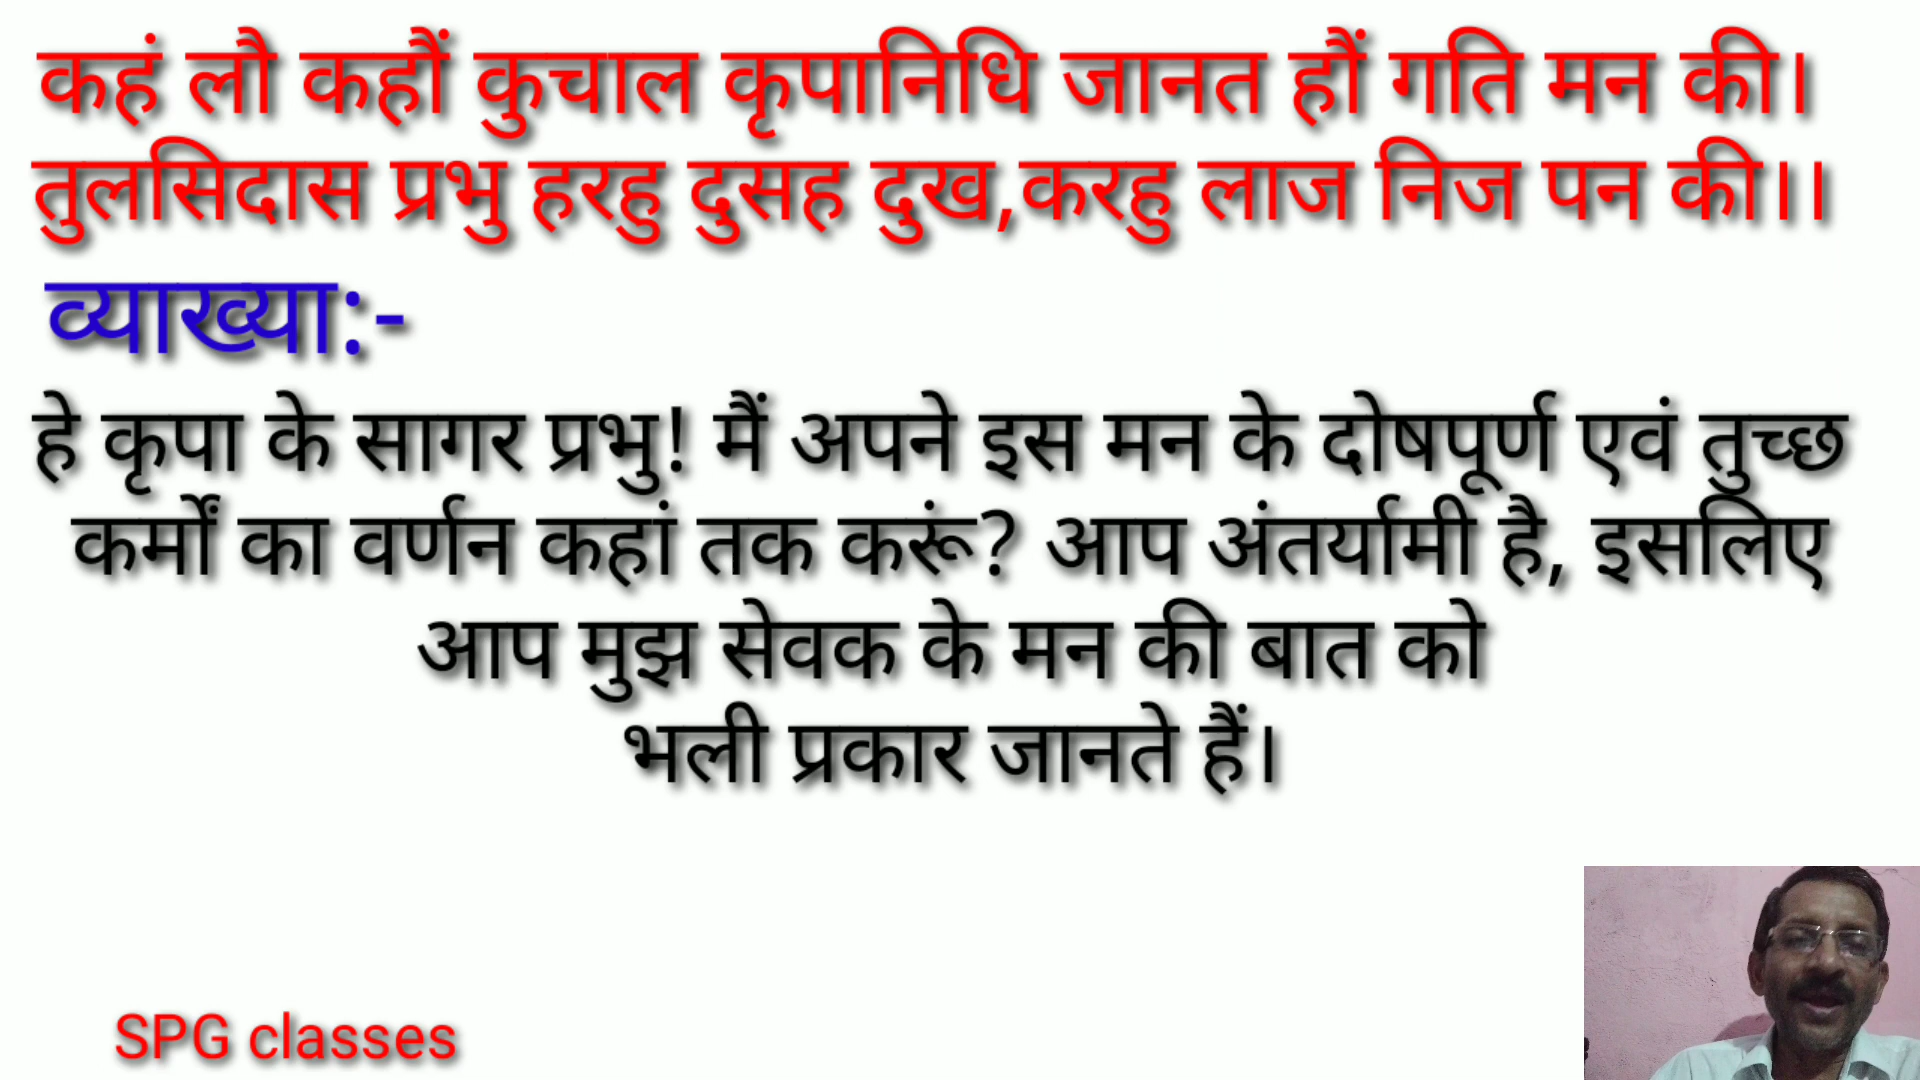 कहं लौ कहौं कुचाल कृपानिधि जानत हौं गति मन की।
तुलसिदास प्रभु हरहु दुसह दुख,करहु लाज निज पन की।।
व्याख्या:-
हे कृपा के सागर प्रभु! मैं अपने इस मन के दोषपूर्ण एवं तुच्छ
कर्मों का वर्णन कहां तक करूं? आप अंतर्यामी है, इसलिए
आप मुझ सेवक के मन की बात को
भली प्रकार जानते हैं।
SPG classes